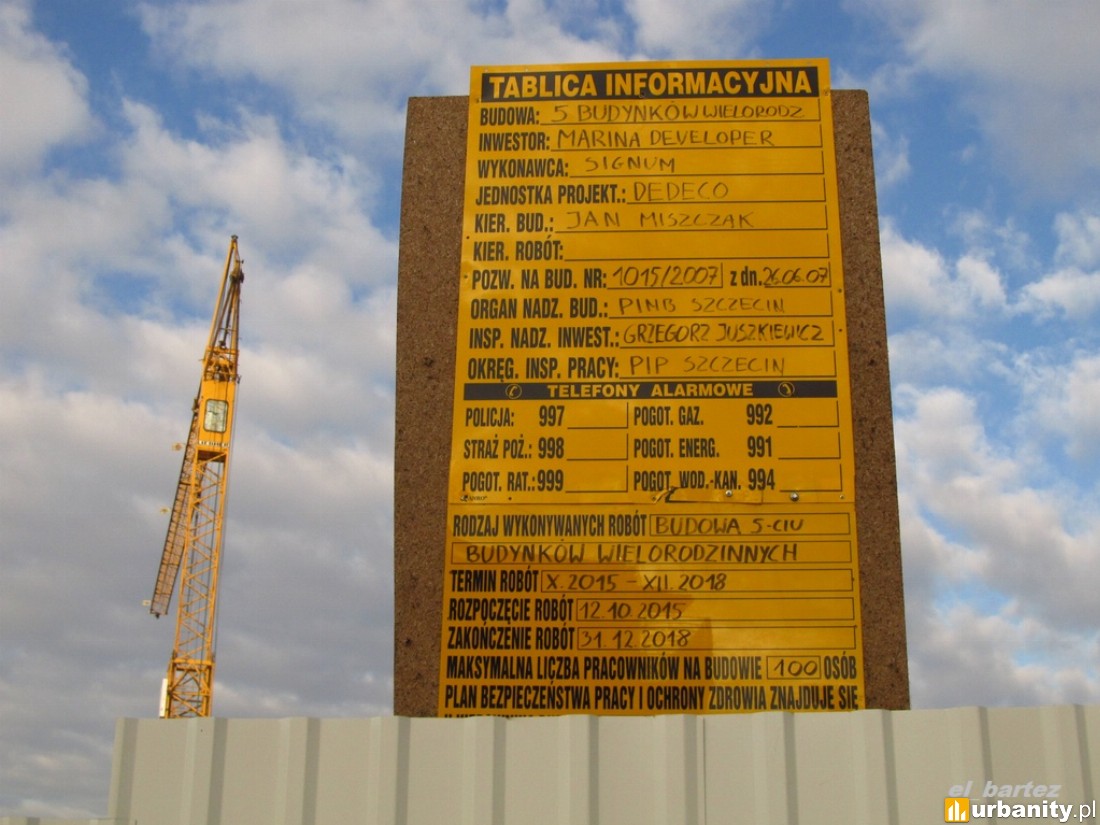 TABLICA INFORMACYJNA
BUDOWA: 5 BUDYNKÓW WIELORODZ
INWESTOR: MARINA DEVELOPER
WYKONAWCA: SIGNUM
JEDNOSTKA PROJEKT.: DEDECO
KIER. BUD.: JAN MISZCZAK
KIER. ROBÓT:
POZW. NA BUD. NR: 1015/2007 z dn. 26.06.07
ORGAN NADZ. BUD.: PINB SZCZECIN
INSP. NADZ. INWEST.: GRZEGORZ JUSZKIEWICZ
OKRĘG. INSP. PRACY: PIP SZCZECIN
TELEFONY ALARMOWE
POLICJA: 997 POGOT. GAZ. 992
STRAŻ POŻ.: 998 POGOT. ENERG. 991
POGOT. RAT.: 999 POGOT. WOD.-KAN. 994
RODZAJ WYKONYWANYCH ROBÓT BUDOWA 5-CIU
BUDYNKÓW WIELORODZINNYCH
TERMIN ROBÓT X.2015 - XII.2018
ROZPOCZĘCIE ROBÓT 12.10.2015
ZAKOŃCZENIE ROBÓT 31.12.2018
MAKSYMALNA LICZBA PRACOWNIKÓW NA BUDOWIE 100 OSÓB
PLAN BEZPIECZEŃSTWA PRACY I OCHRONY ZDROWIA ZNAJDUJE SIĘ
el_bartez
urbanity.pl